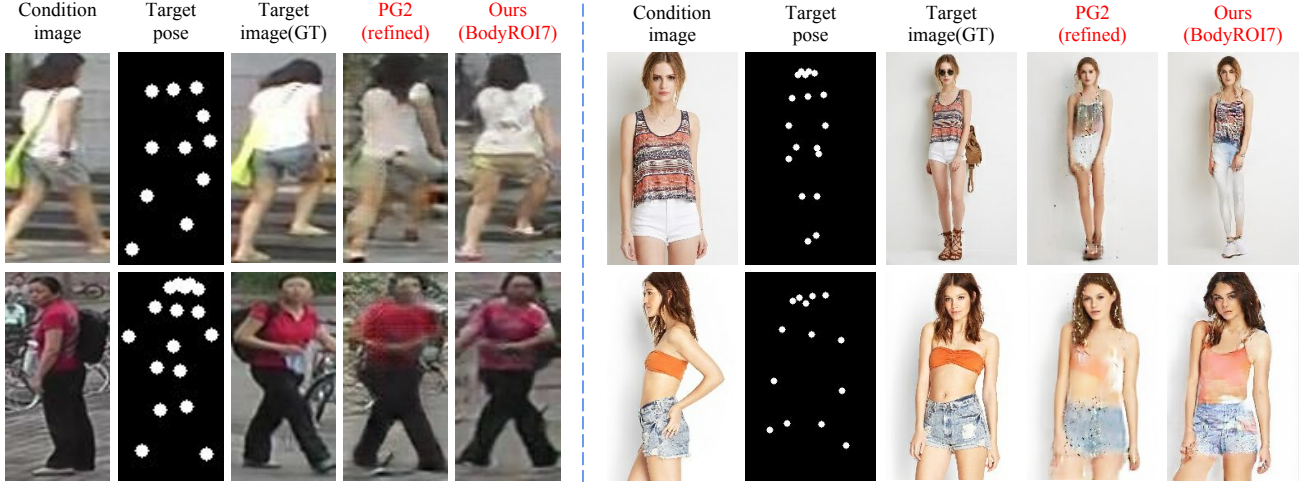 Condition
image
Target
pose
Target
image(GT)
PG2
(refined)
Ours
(BodyROI7)
Condition
image
Target
pose
Target
image(GT)
PG2
(refined)
Ours
(BodyROI7)